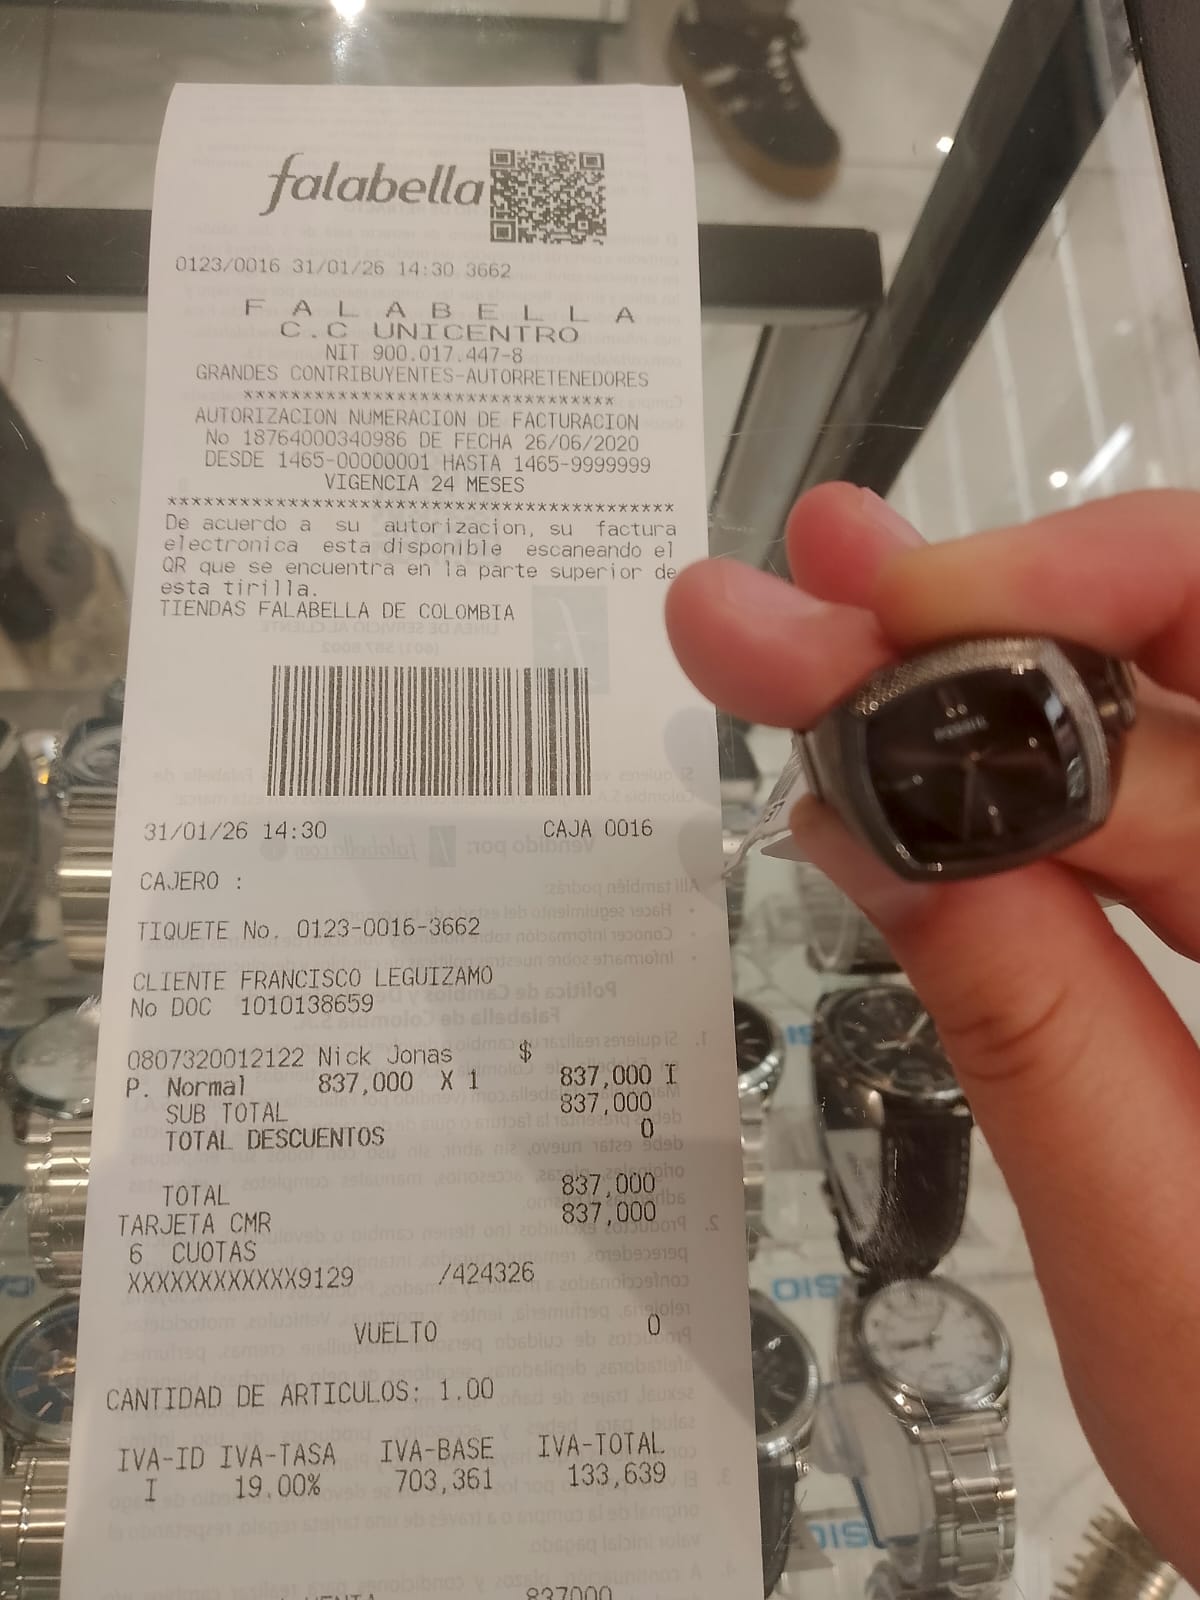 falabella
0123/0016 31/01/26 14:30 3662
F A L A B E L L A
C.C UNICENTRO
NIT 900.017.447-8
GRANDES CONTRIBUYENTES-AUTORRETENEDORES
*******************************
AUTORIZACION NUMERACION DE FACTURACION
No 18764000340986 DE FECHA 26/06/2020
DESDE 1465-00000001 HASTA 1465-9999999
VIGENCIA 24 MESES
******************************************
De acuerdo a su autorizacion, su factura
electronica esta disponible escaneando el
QR que se encuentra en la parte superior de
esta tirilla.
TIENDAS FALABELLA DE COLOMBIA
31/01/26 14:30 CAJA 0016
CAJERO :
TIQUETE No. 0123-0016-3662
CLIENTE FRANCISCO LEGUIZAMO
No DOC 1010138659
0807320012122 Nick Jonas $
P. Normal 837,000 X 1 837,000 I
SUB TOTAL 837,000
TOTAL DESCUENTOS 0
TOTAL 837,000
TARJETA CMR 837,000
6 CUOTAS
XXXXXXXXXXXX9129 /424326
VUELTO 0
CANTIDAD DE ARTICULOS: 1.00
IVA-ID IVA-TASA IVA-BASE IVA-TOTAL
I 19.00% 703,361 133,639
837000